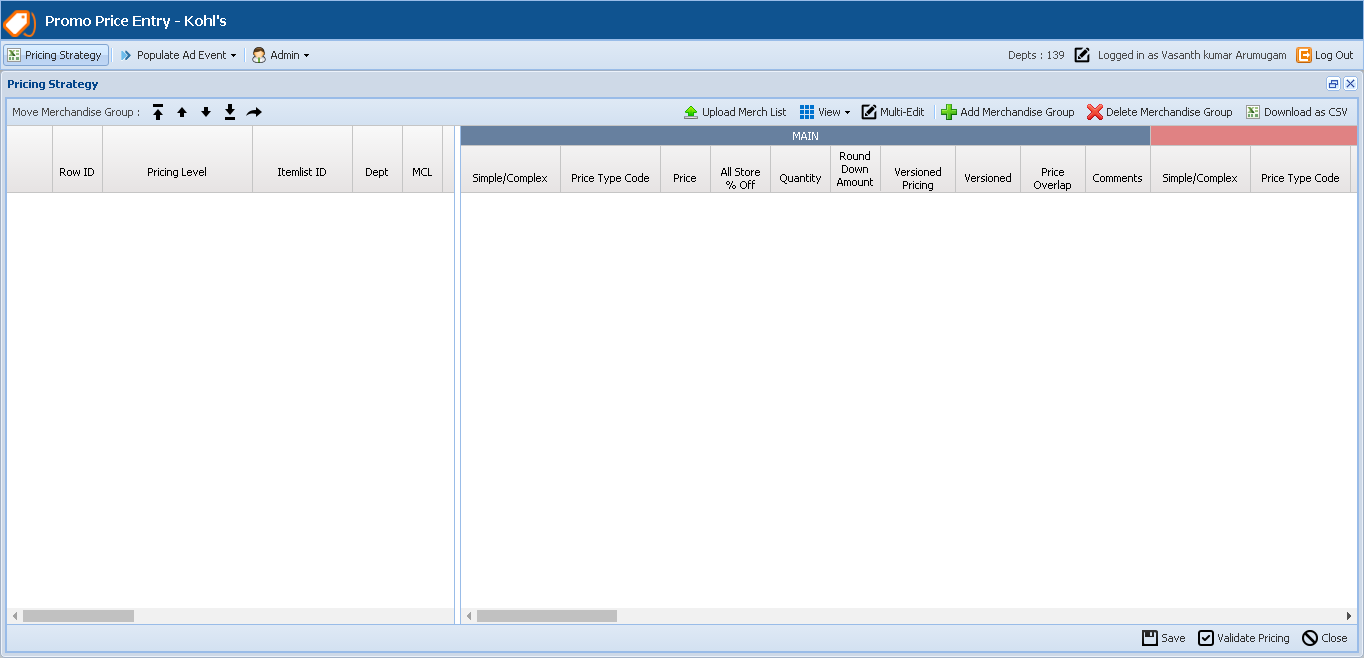 Promo Price Entry - Kohl's
Pricing Strategy Populate Ad Event Admin Depts : 139 Logged in as Vasanth kumar Arumugam Log Out
Pricing Strategy
Move Merchandise Group : Upload Merch List View Multi-Edit Add Merchandise Group Delete Merchandise Group Download as CSV
MAIN
Row ID Pricing Level Itemlist ID Dept MCL
Simple/Complex Price Type Code Price All Store % Off Quantity Round Down Amount Versioned Pricing Versioned Price Overlap Comments Simple/Complex Price Type Code
Save Validate Pricing Close